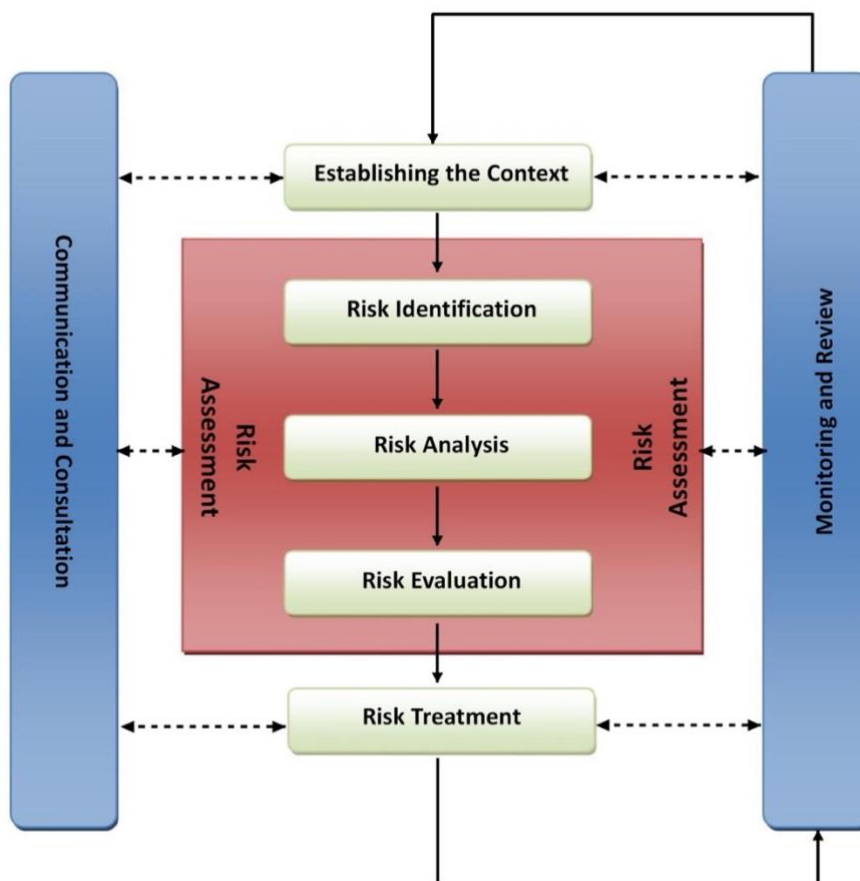 Establishing the Context
Communication and Consultation
Risk Identification
Risk
Assessment
Risk Analysis
Risk
Assessment
Monitoring and Review
Risk Evaluation
Risk Treatment